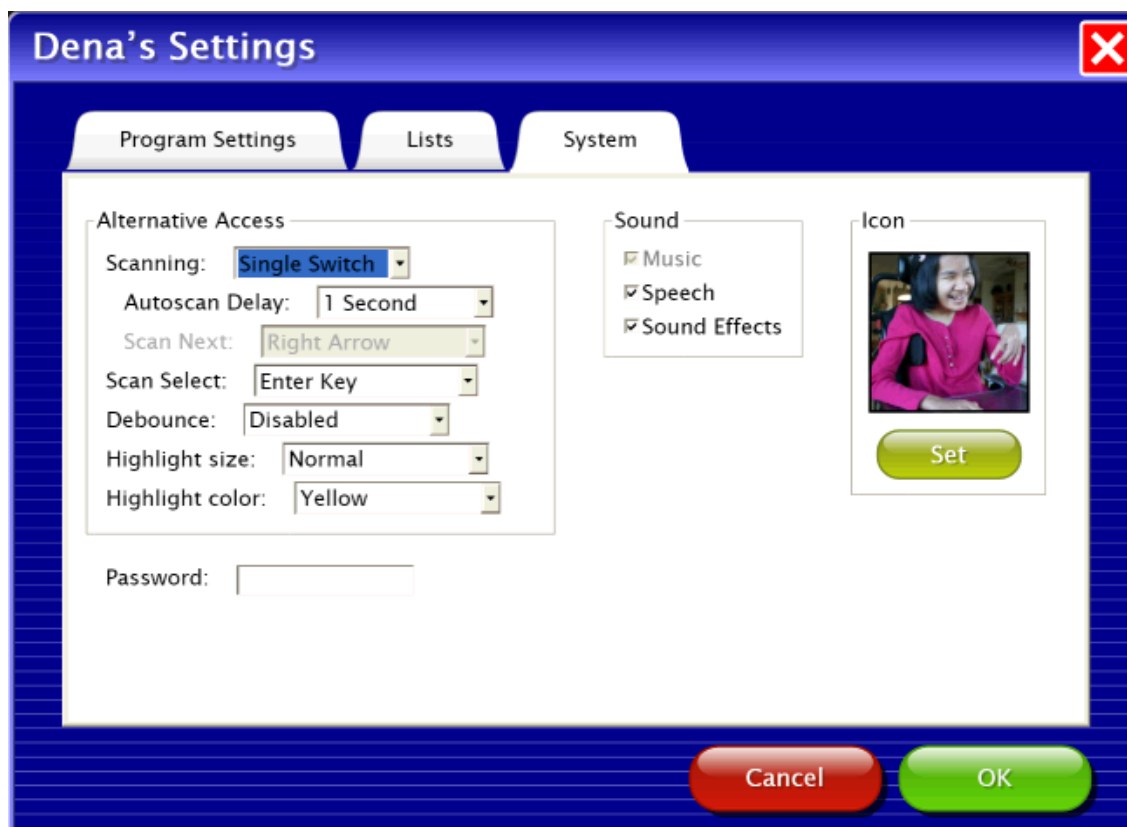 Dena's Settings
Program Settings
Lists
System
Alternative Access
Scanning: Single Switch
Autoscan Delay: 1 Second
Scan Next: Right Arrow
Scan Select: Enter Key
Debounce: Disabled
Highlight size: Normal
Highlight color: Yellow
Password:
Sound
Music
Speech
Sound Effects
Icon
Set
Cancel
OK